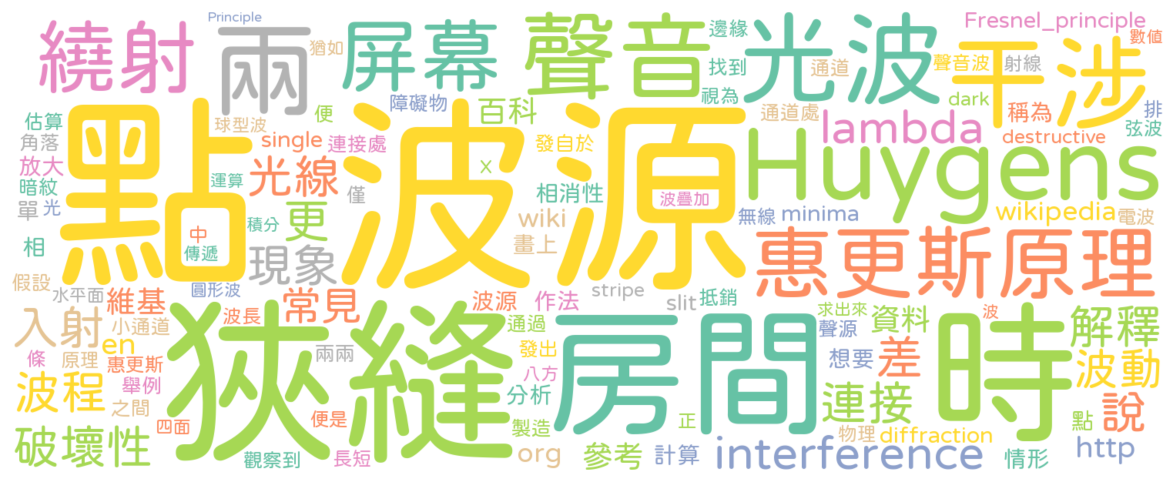 Principle
Fresnel_principle
繞射
兩
猶如
屏幕
聲音
邊緣
光波
干涉
數值
找到
通道
聲音波
射線
障礙物
視為
dark
排
估算
球型波
便
百科
通道處
稱為
弦波
角落
single
連接處
發自於
lambda
destructive
放大
點波源
Huygens
暗紋
運算
光線
x
相消性
單
光
僅
波疊加
無線
minima
wikipedia
電波
更
積分
wiki
相
中
傳遞
畫上
現象
惠更斯原理
假設
水平面
圓形波
stripe
slit
抵銷
維基
常見
波源
作法
入射
小通道
波長
狹縫
通過
房間
求出來
波
時
聲源
資料
解釋
en
條
原理
惠更斯
兩兩
發出
想要
差
波動
波程
舉例
八方
分析
連接
之間
四面
便是
製造
正
物理
diffraction
點
說
破壞性
觀察到
長短
org
參考
計算
interference
情形
http